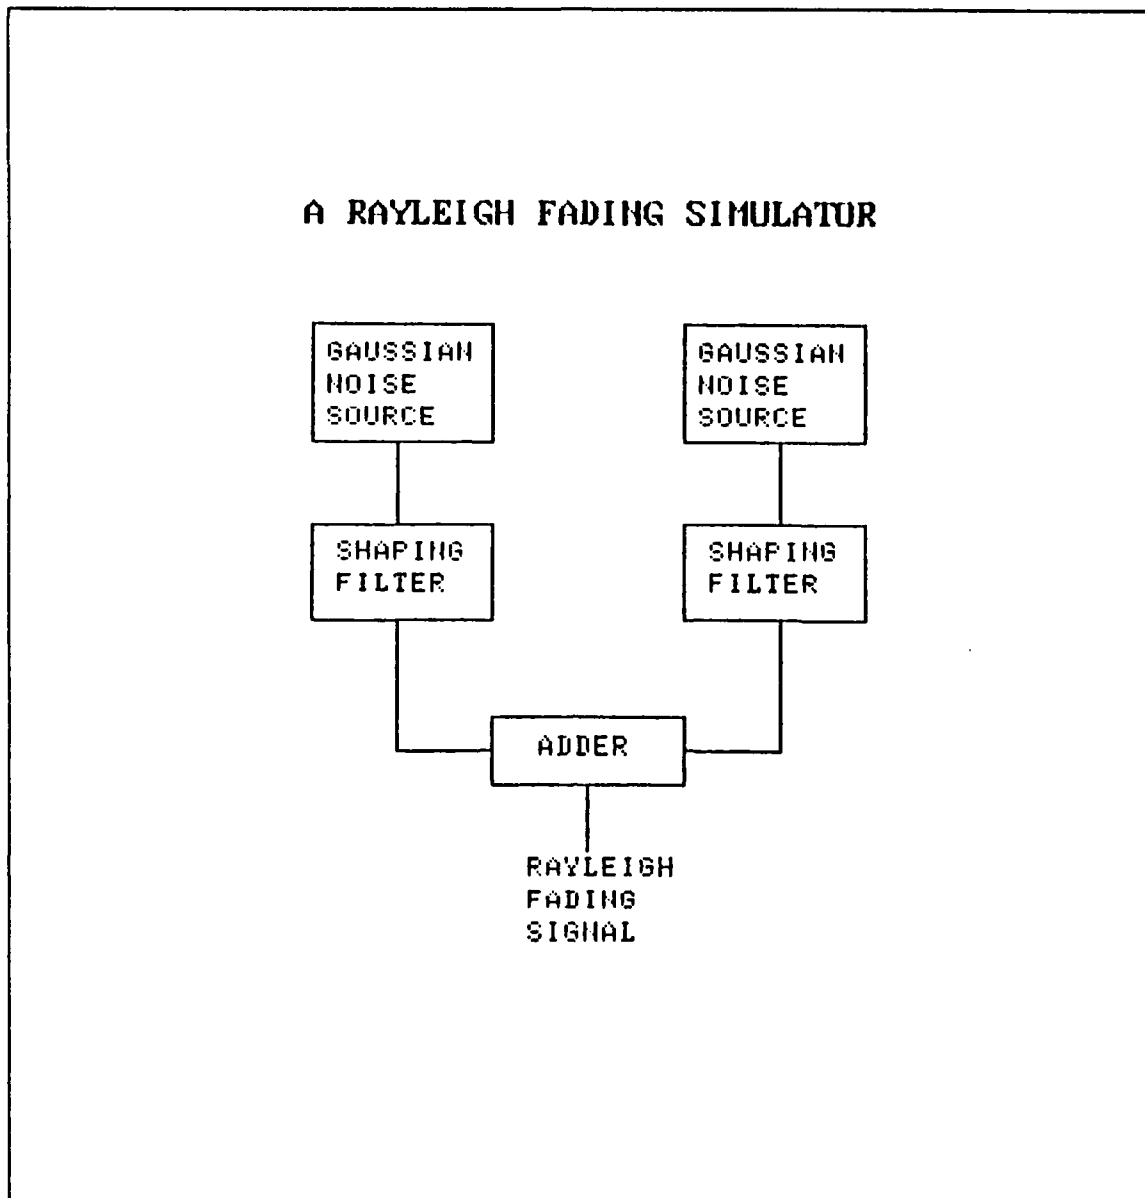 A RAYLEIGH FADING SIMULATOR
GAUSSIAN
NOISE
SOURCE
GAUSSIAN
NOISE
SOURCE
SHAPING
FILTER
SHAPING
FILTER
ADDER
RAYLEIGH
FADING
SIGNAL